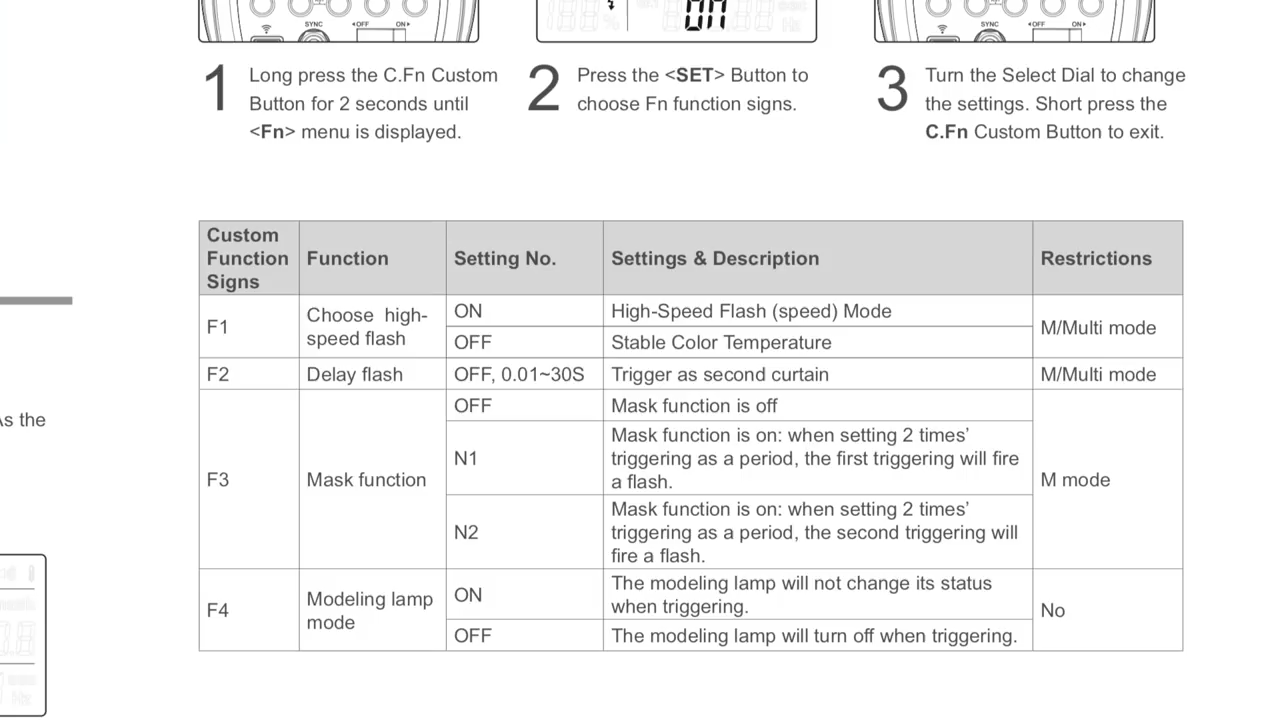 SYNC ◀OFF ON▶
ON
Hz
SYNC ◀OFF ON▶
1
Long press the C.Fn Custom
Button for 2 seconds until
<Fn> menu is displayed.
2
Press the <SET> Button to
choose Fn function signs.
3
Turn the Select Dial to change
the settings. Short press the
C.Fn Custom Button to exit.
As the
Hz
Custom
Function
Signs
Function
Setting No.
Settings & Description
Restrictions
F1
Choose high-
speed flash
ON
High-Speed Flash (speed) Mode
OFF
Stable Color Temperature
M/Multi mode
F2
Delay flash
OFF, 0.01~30S
Trigger as second curtain
M/Multi mode
F3
Mask function
OFF
Mask function is off
N1
Mask function is on: when setting 2 times’
triggering as a period, the first triggering will fire
a flash.
N2
Mask function is on: when setting 2 times’
triggering as a period, the second triggering will
fire a flash.
M mode
F4
Modeling lamp
mode
ON
The modeling lamp will not change its status
when triggering.
OFF
The modeling lamp will turn off when triggering.
No